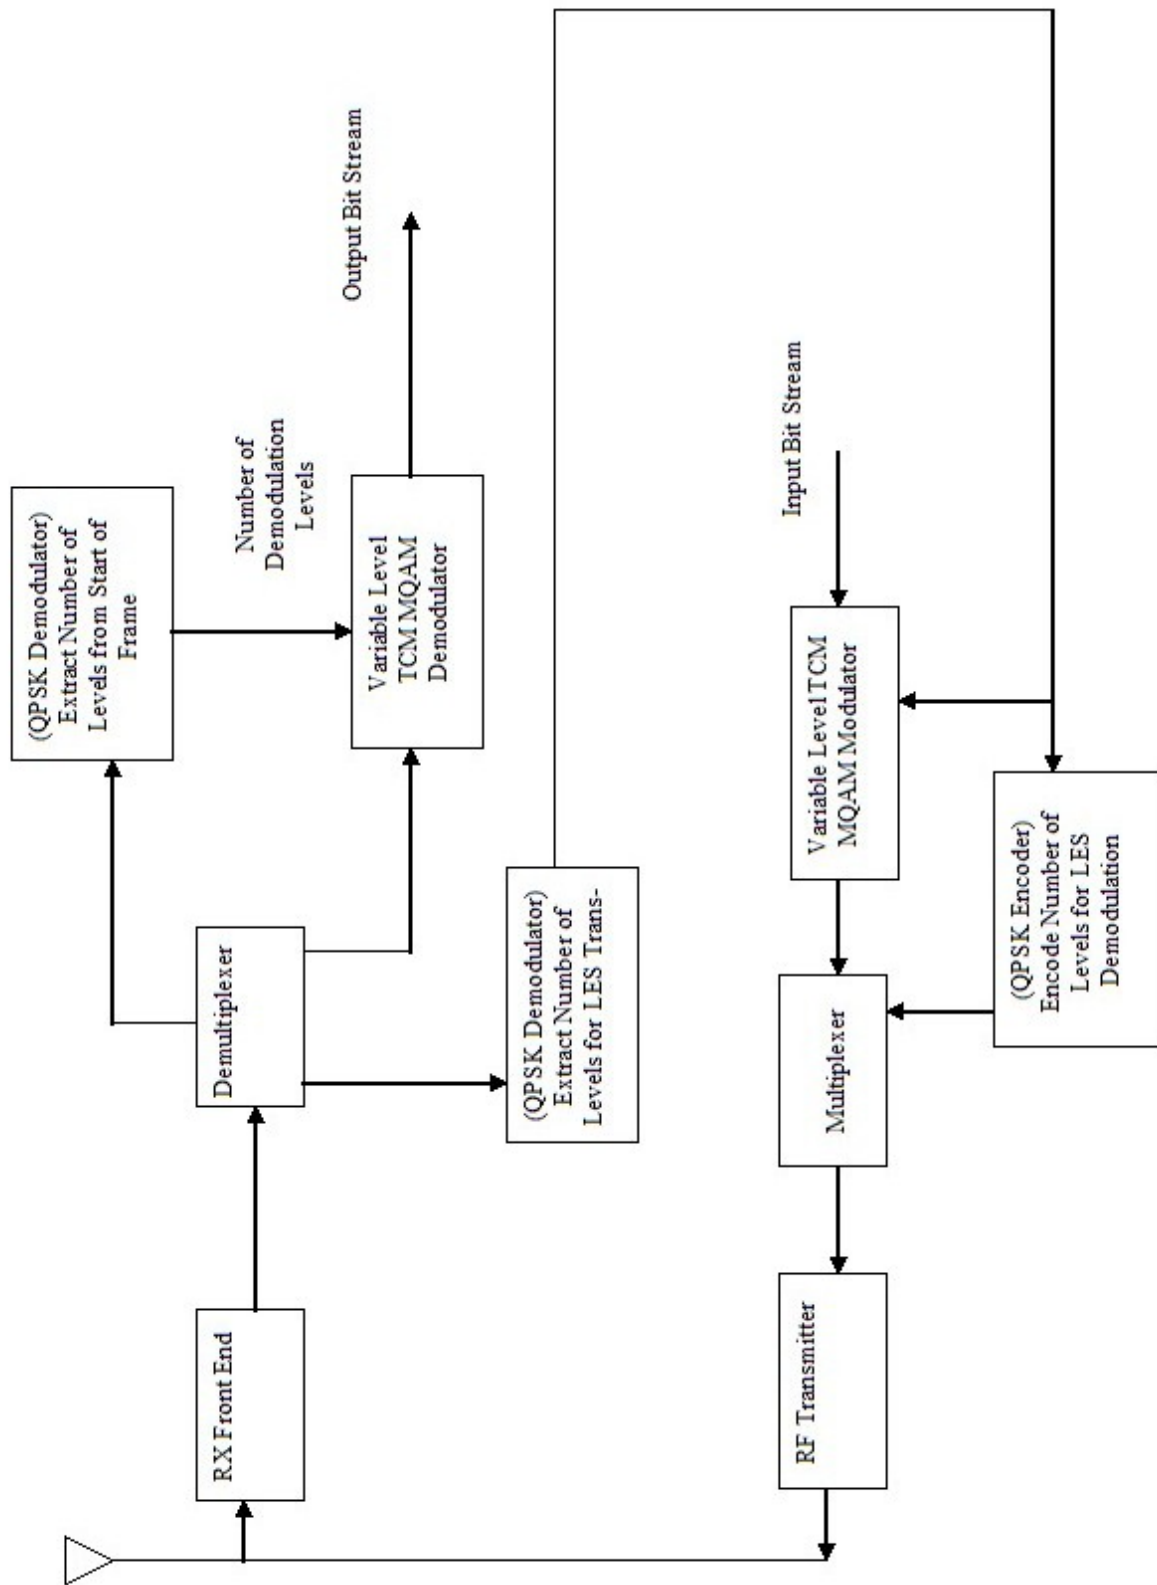 (QPSK Demodulator)
Extract Number of
Levels from Start of
Frame
Number of
Demodulation
Levels
Output Bit Stream
Demultiplexer
RX Front End
Variable Level
TCM MQAM
Demodulator
(QPSK Demodulator)
Extract Number of
Levels for LES Trans-
Input Bit Stream
Variable Level TCM
MQAM Modulator
Multiplexer
RF Transmitter
(QPSK Encoder)
Encode Number of
Levels for LES
Demodulation